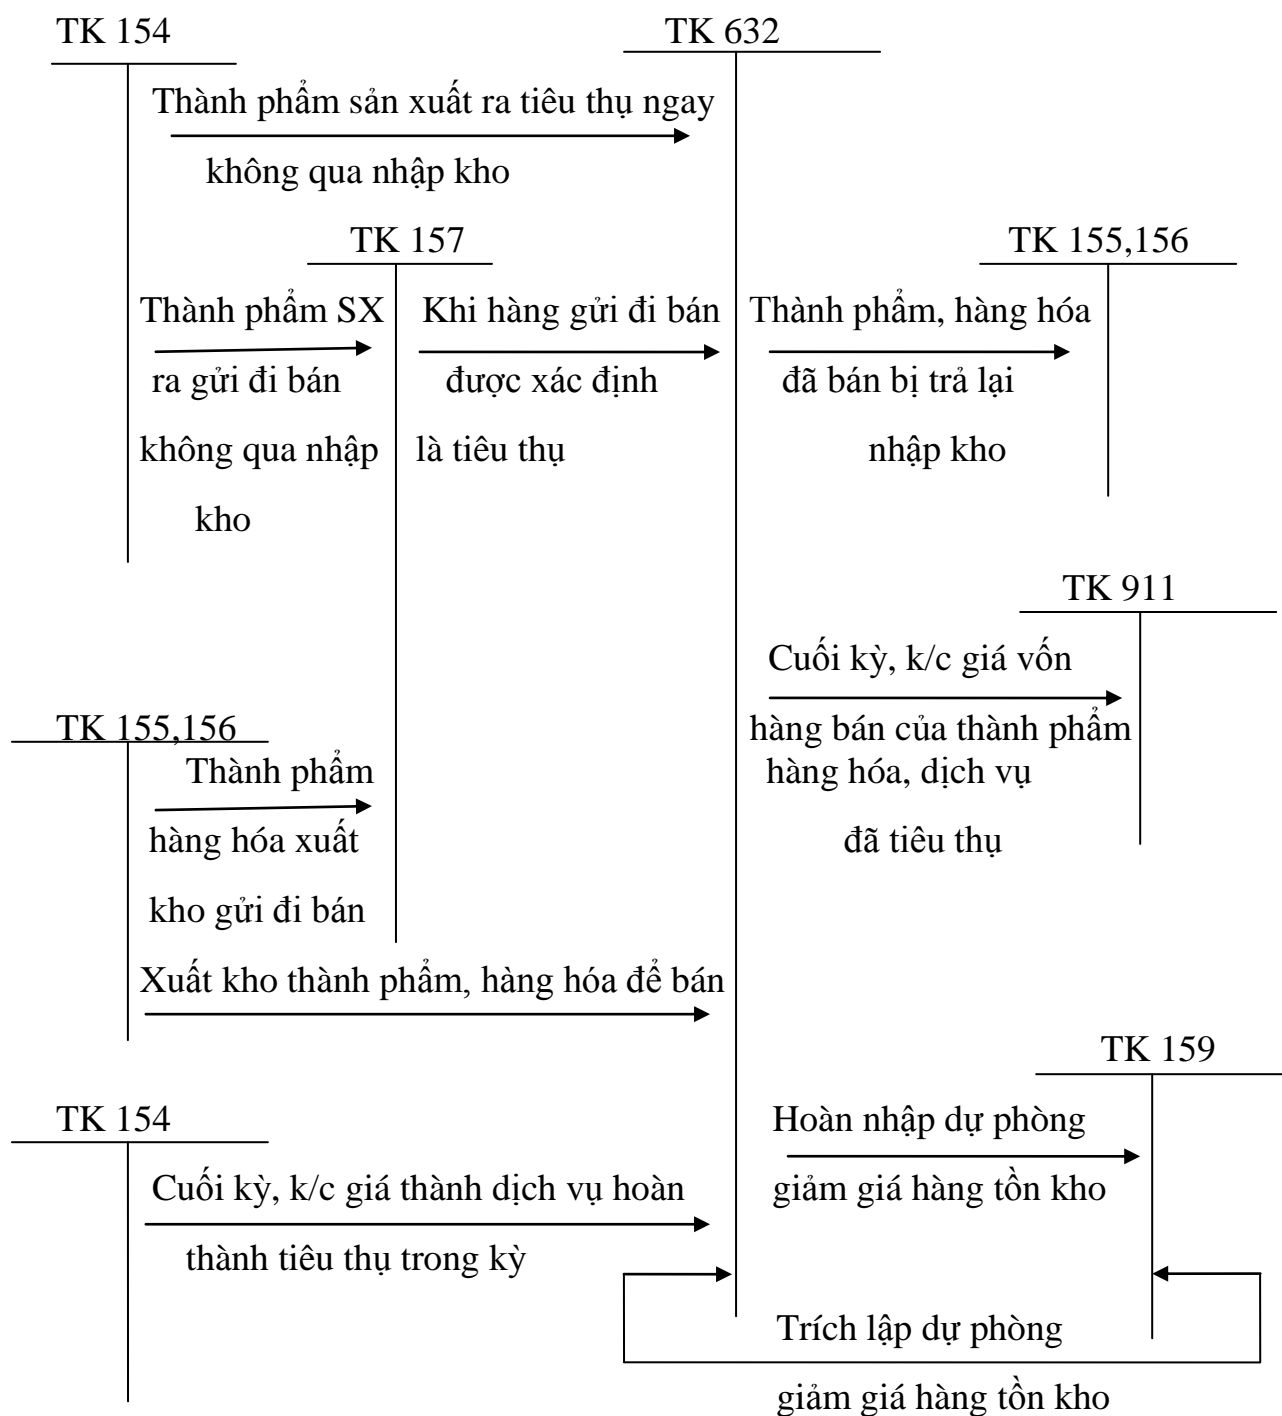 TK 154
TK 632
Thành phẩm sản xuất ra tiêu thụ ngay
không qua nhập kho
TK 157
TK 155,156
Thành phẩm SX
ra gửi đi bán
không qua nhập
kho
Khi hàng gửi đi bán
được xác định
là tiêu thụ
Thành phẩm, hàng hóa
đã bán bị trả lại
nhập kho
TK 911
Cuối kỳ, k/c giá vốn
hàng bán của thành phẩm
hàng hóa, dịch vụ
đã tiêu thụ
TK 155,156
Thành phẩm
hàng hóa xuất
kho gửi đi bán
Xuất kho thành phẩm, hàng hóa để bán
TK 159
TK 154
Hoàn nhập dự phòng
giảm giá hàng tồn kho
Cuối kỳ, k/c giá thành dịch vụ hoàn
thành tiêu thụ trong kỳ
Trích lập dự phòng
giảm giá hàng tồn kho